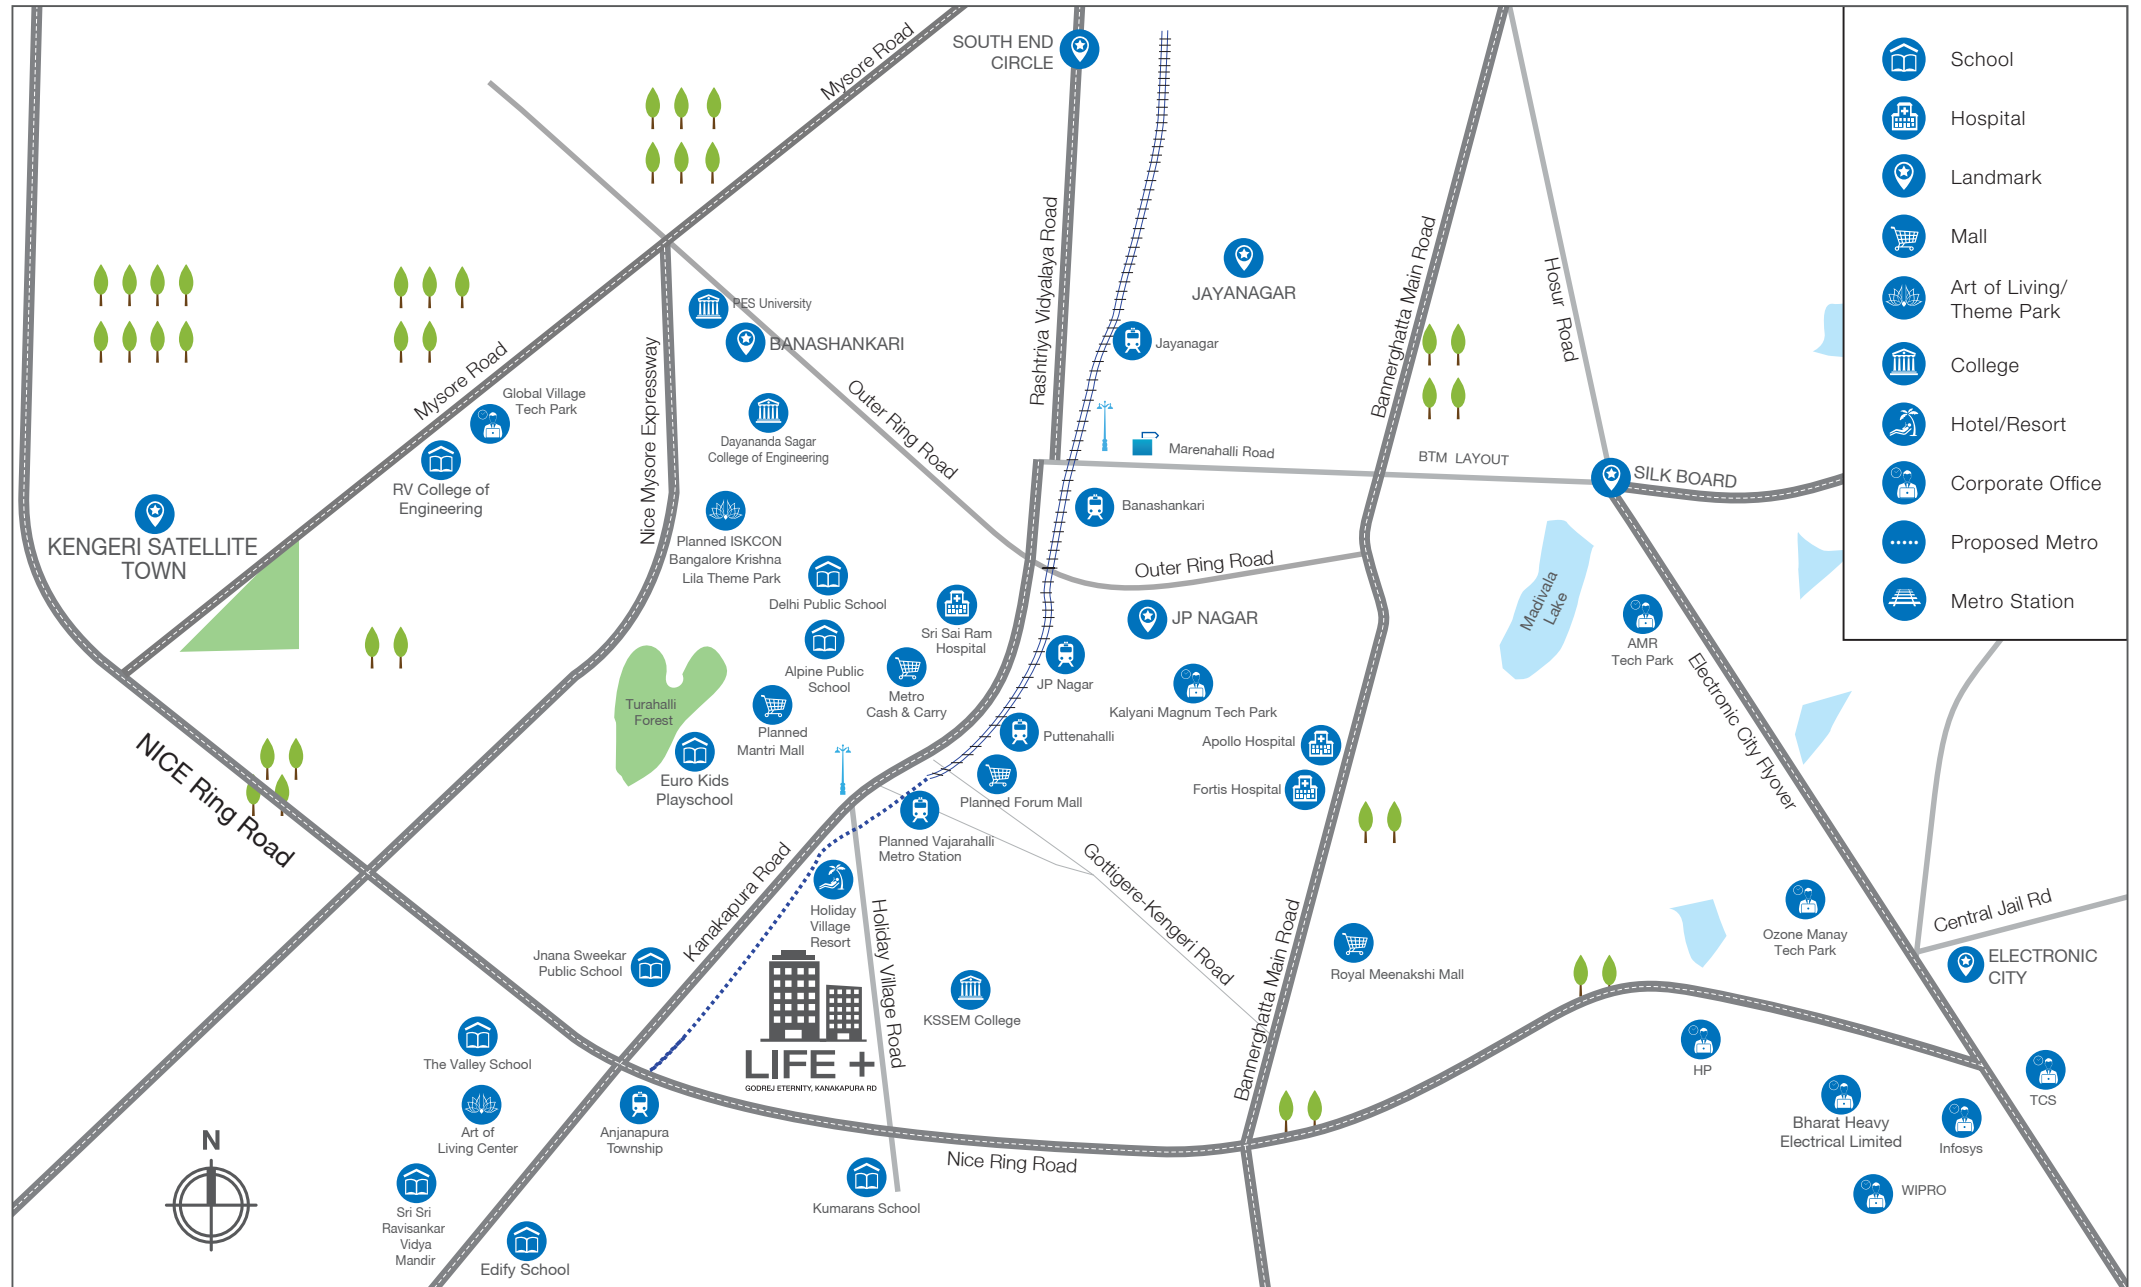 SOUTH END
CIRCLE
Mysore Road
Rashtriya Vidyalaya Road
JAYANAGAR
Jayanagar
Bannerghatta Main Road
Hosur Road
PES University
BANASHANKARI
Outer Ring Road
Mysore Road
Global Village
Tech Park
Nice Mysore Expressway
Dayananda Sagar
College of Engineering
Marenahalli Road
BTM LAYOUT
SILK BOARD
RV College of
Engineering
KENGERI SATELLITE
TOWN
Planned ISKCON
Bangalore Krishna
Lila Theme Park
Banashankari
Outer Ring Road
Delhi Public School
Sri Sai Ram
Hospital
JP NAGAR
Madivala
Lake
AMR
Tech Park
Alpine Public
School
Metro
Cash & Carry
JP Nagar
Kalyani Magnum Tech Park
Turahalli
Forest
Planned
Mantri Mall
Puttenahalli
Apollo Hospital
Electronic City Flyover
Euro Kids
Playschool
Planned Forum Mall
Fortis Hospital
NICE Ring Road
Planned Vajarahalli
Metro Station
Kanakapura Road
Holiday
Village
Resort
Holiday Village Road
Gottigere-Kengeri Road
Bannerghatta Main Road
Royal Meenakshi Mall
Ozone Manay
Tech Park
Central Jail Rd
ELECTRONIC
CITY
Jnana Sweekar
Public School
KSSEM College
The Valley School
LIFE +
GODREJ ETERNITY, KANAKAPURA RD
HP
TCS
Art of
Living Center
Anjanapura
Township
Bharat Heavy
Electrical Limited
Infosys
Nice Ring Road
WIPRO
N
Sri Sri
Ravisankar
Vidya
Mandir
Kumarans School
Edify School
School
Hospital
Landmark
Mall
Art of Living/
Theme Park
College
Hotel/Resort
Corporate Office
Proposed Metro
Metro Station